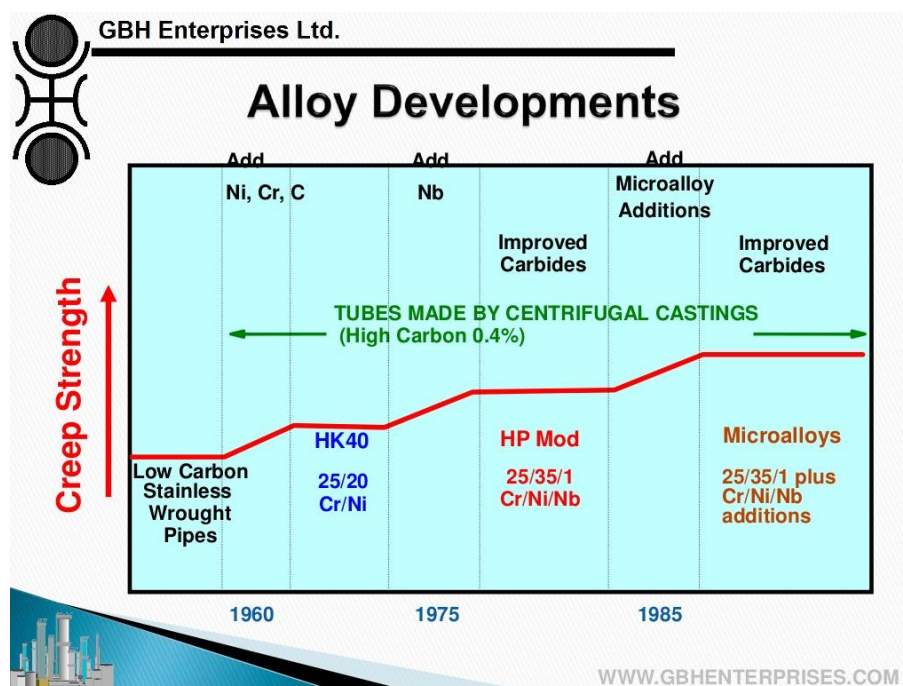 GBH Enterprises Ltd.
Alloy Developments
Add
Ni, Cr, C
Add
Nb
Add
Microalloy
Additions
Improved
Carbides
Improved
Carbides
TUBES MADE BY CENTRIFUGAL CASTINGS
(High Carbon 0.4%)
Creep Strength
Low Carbon
Stainless
Wrought
Pipes
HK40
25/20
Cr/Ni
HP Mod
25/35/1
Cr/Ni/Nb
Microalloys
25/35/1 plus
Cr/Ni/Nb
additions
1960
1975
1985
WWW.GBHENTERPRISES.COM